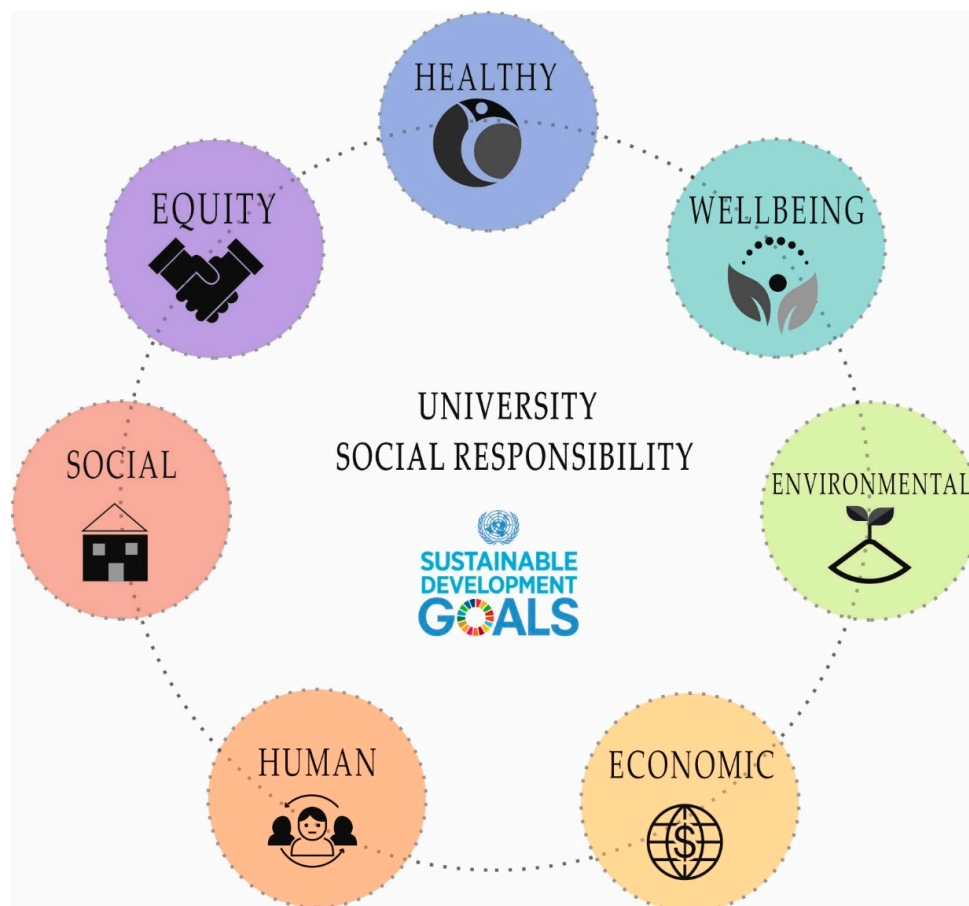 HEALTHY
EQUITY
WELLBEING
UNIVERSITY
SOCIAL RESPONSIBILITY
SOCIAL
ENVIRONMENTAL
SUSTAINABLE
DEVELOPMENT
GOALS
HUMAN
ECONOMIC
$